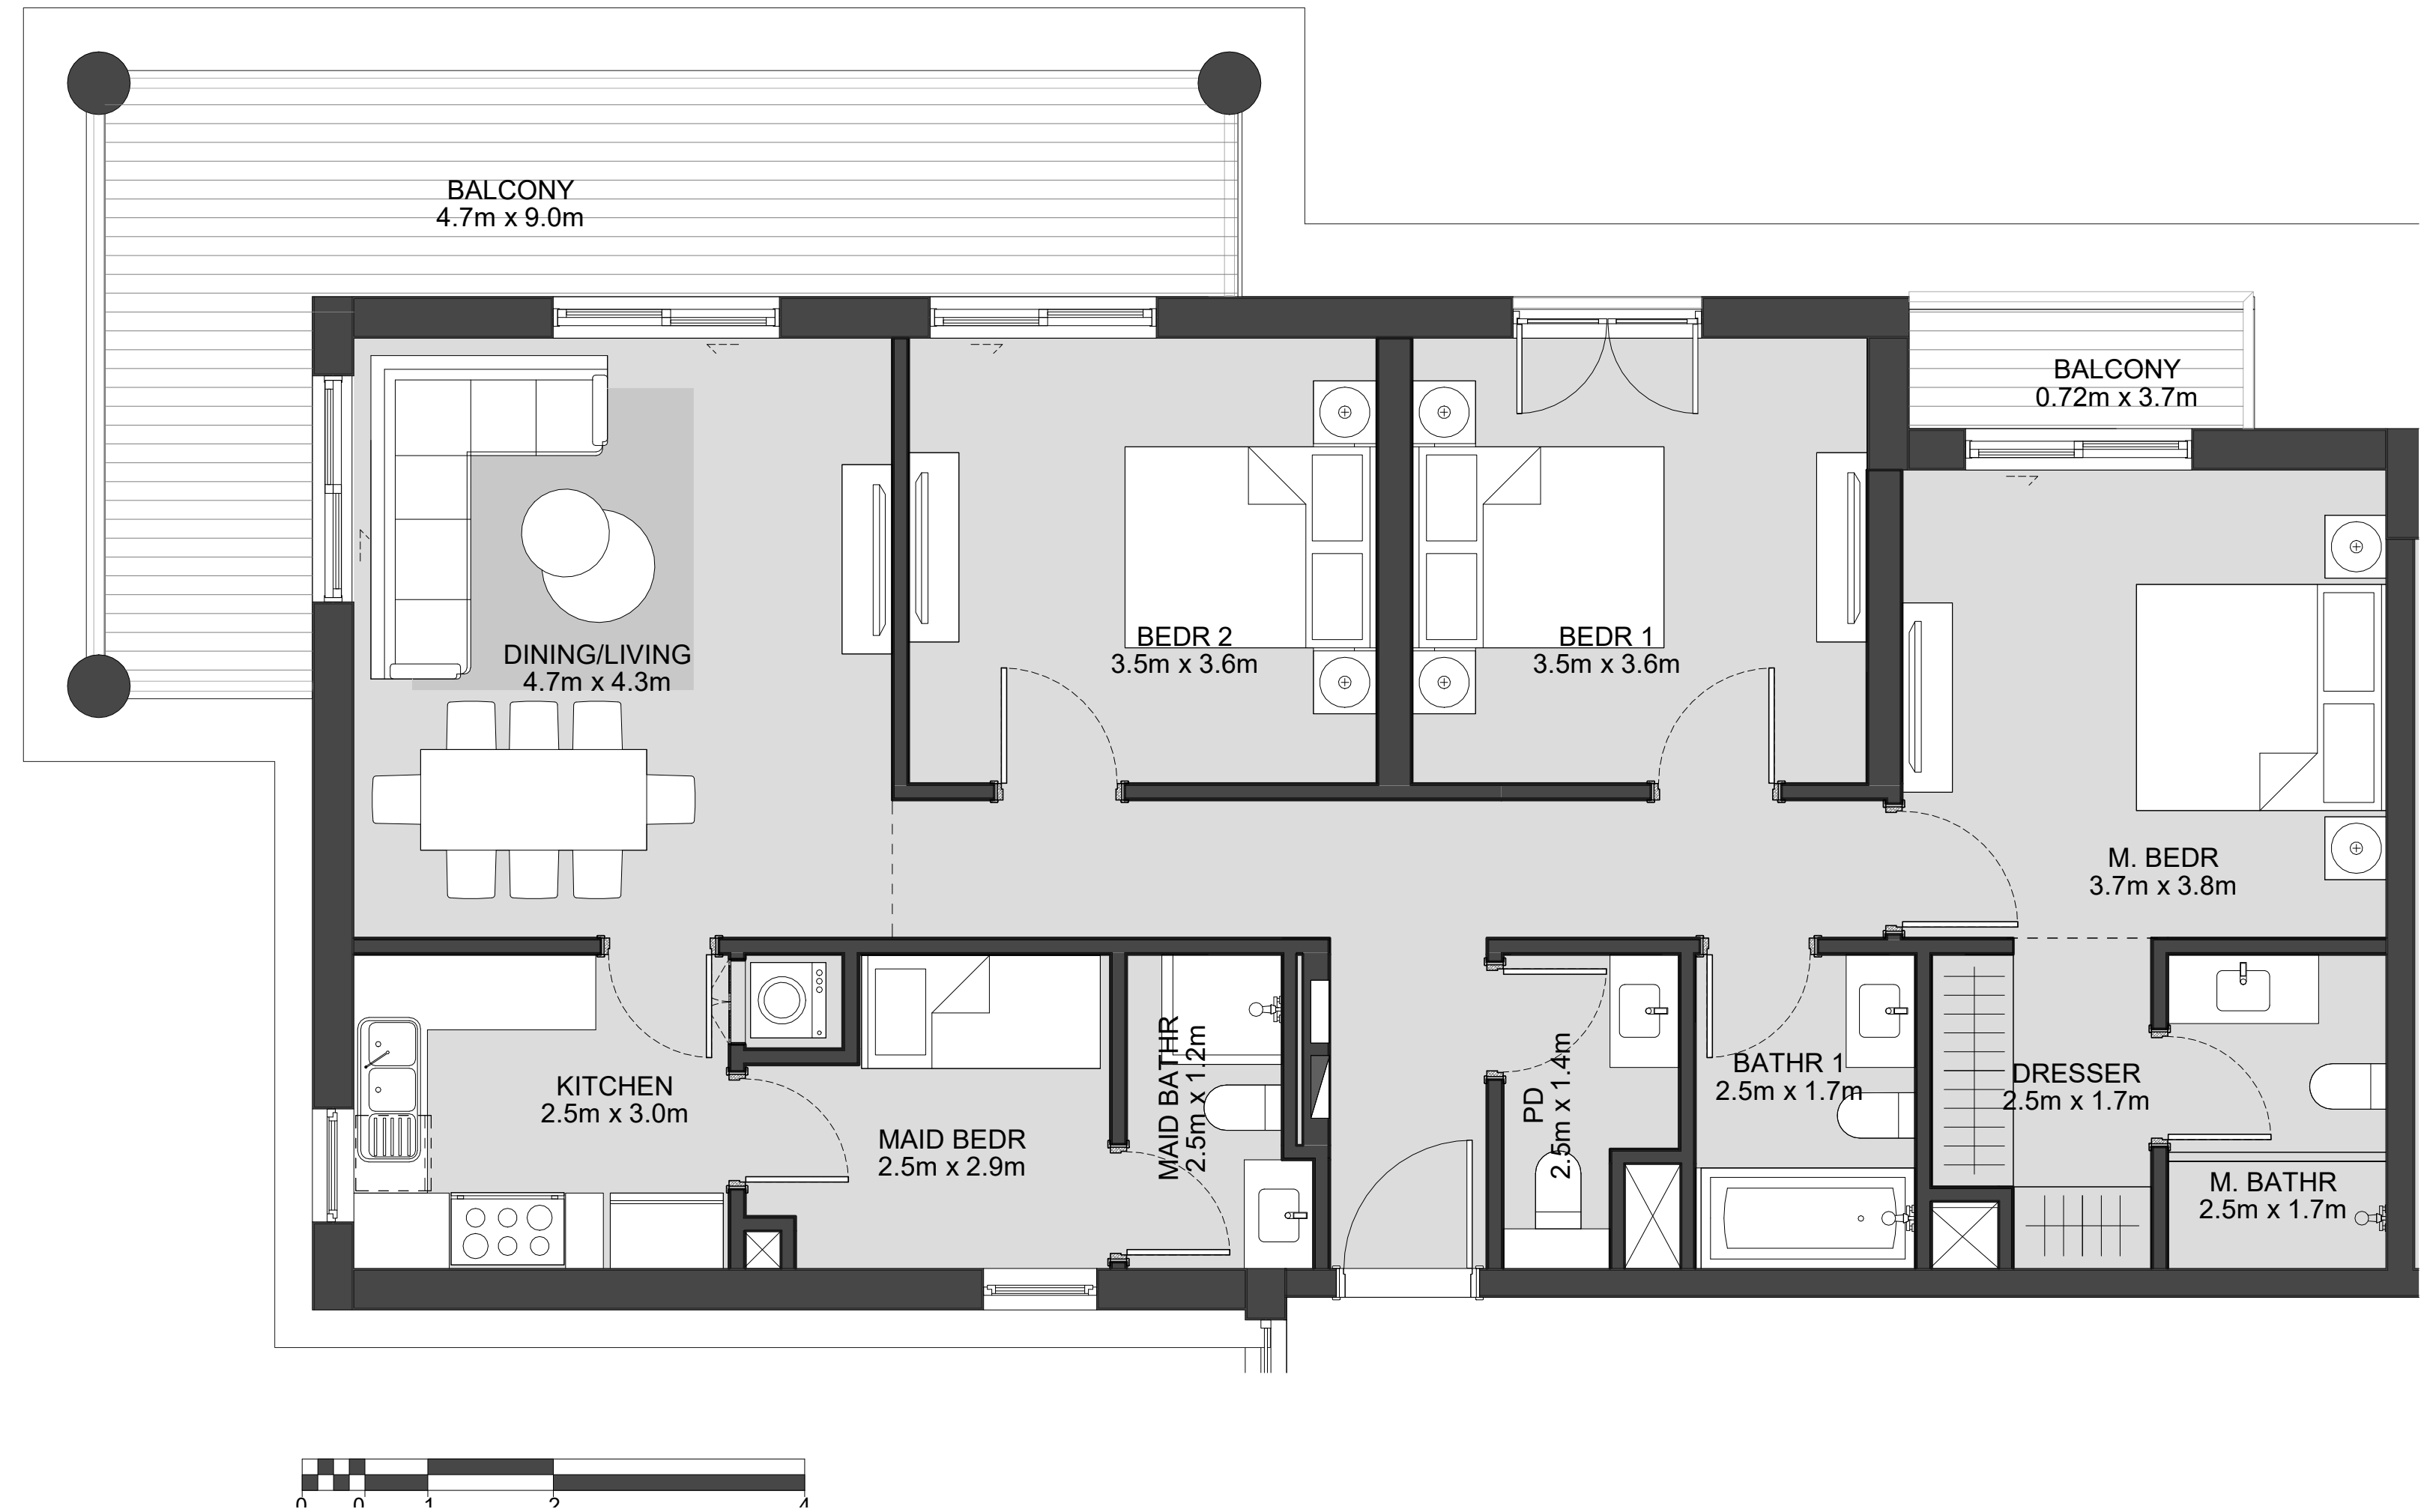 BALCONY
4.7m x 9.0m
BALCONY
0.72m x 3.7m
DINING/LIVING
4.7m x 4.3m
BEDR 2
3.5m x 3.6m
BEDR 1
3.5m x 3.6m
M. BEDR
3.7m x 3.8m
KITCHEN
2.5m x 3.0m
MAID BEDR
2.5m x 2.9m
MAID BATHR
2.5m x 1.2m
PD
2.5m x 1.4m
BATHR 1
2.5m x 1.7m
DRESSER
2.5m x 1.7m
M. BATHR
2.5m x 1.7m
0 0 1 2 4